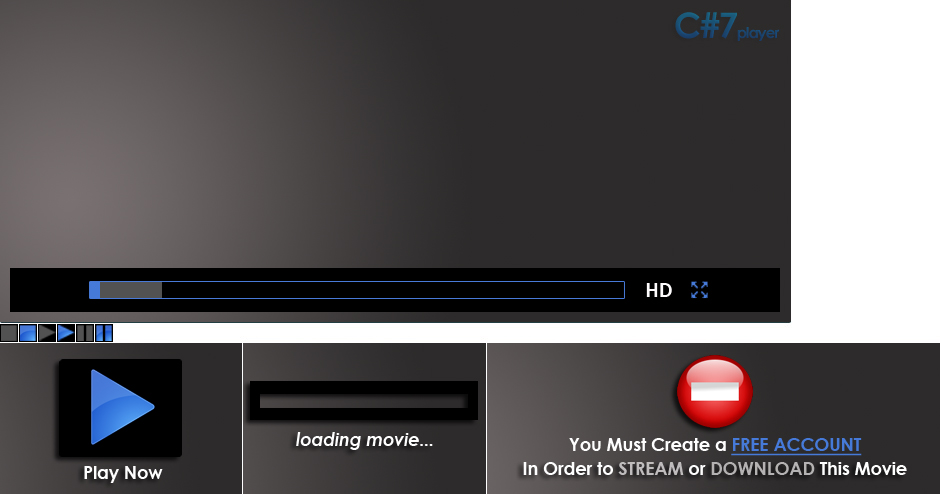 C#7 player
HD
Play Now
loading movie...
You Must Create a FREE ACCOUNT
In Order to STREAM or DOWNLOAD This Movie